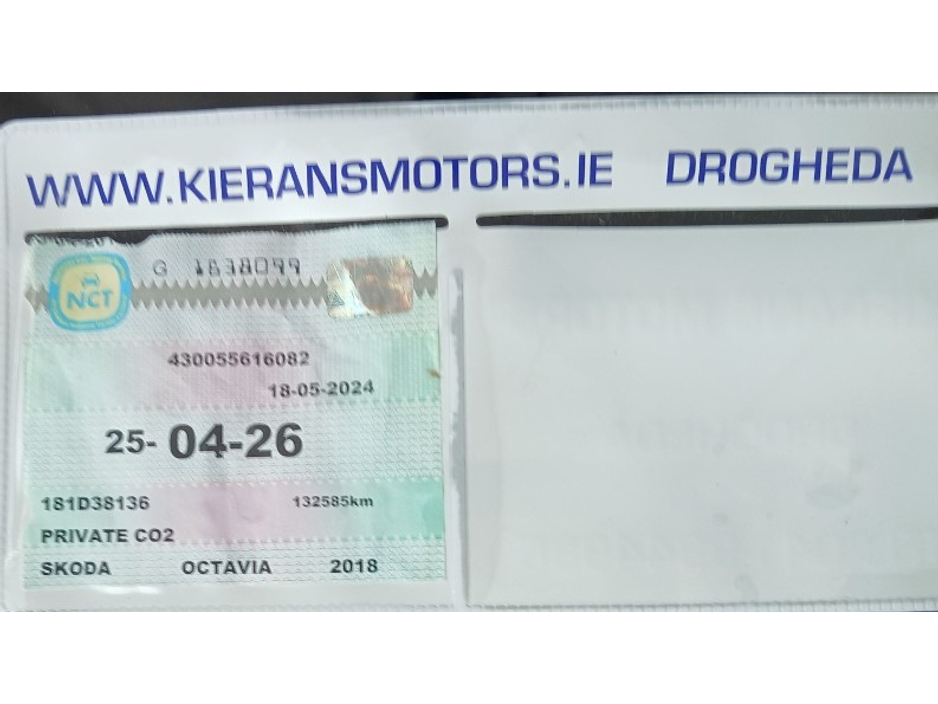 WWW.KIERANSMOTORS.IE DROGHEDA
G 1838099
NCT
430055616082
18-05-2024
25- 04-26
181D38136 132585km
PRIVATE CO2
SKODA OCTAVIA 2018